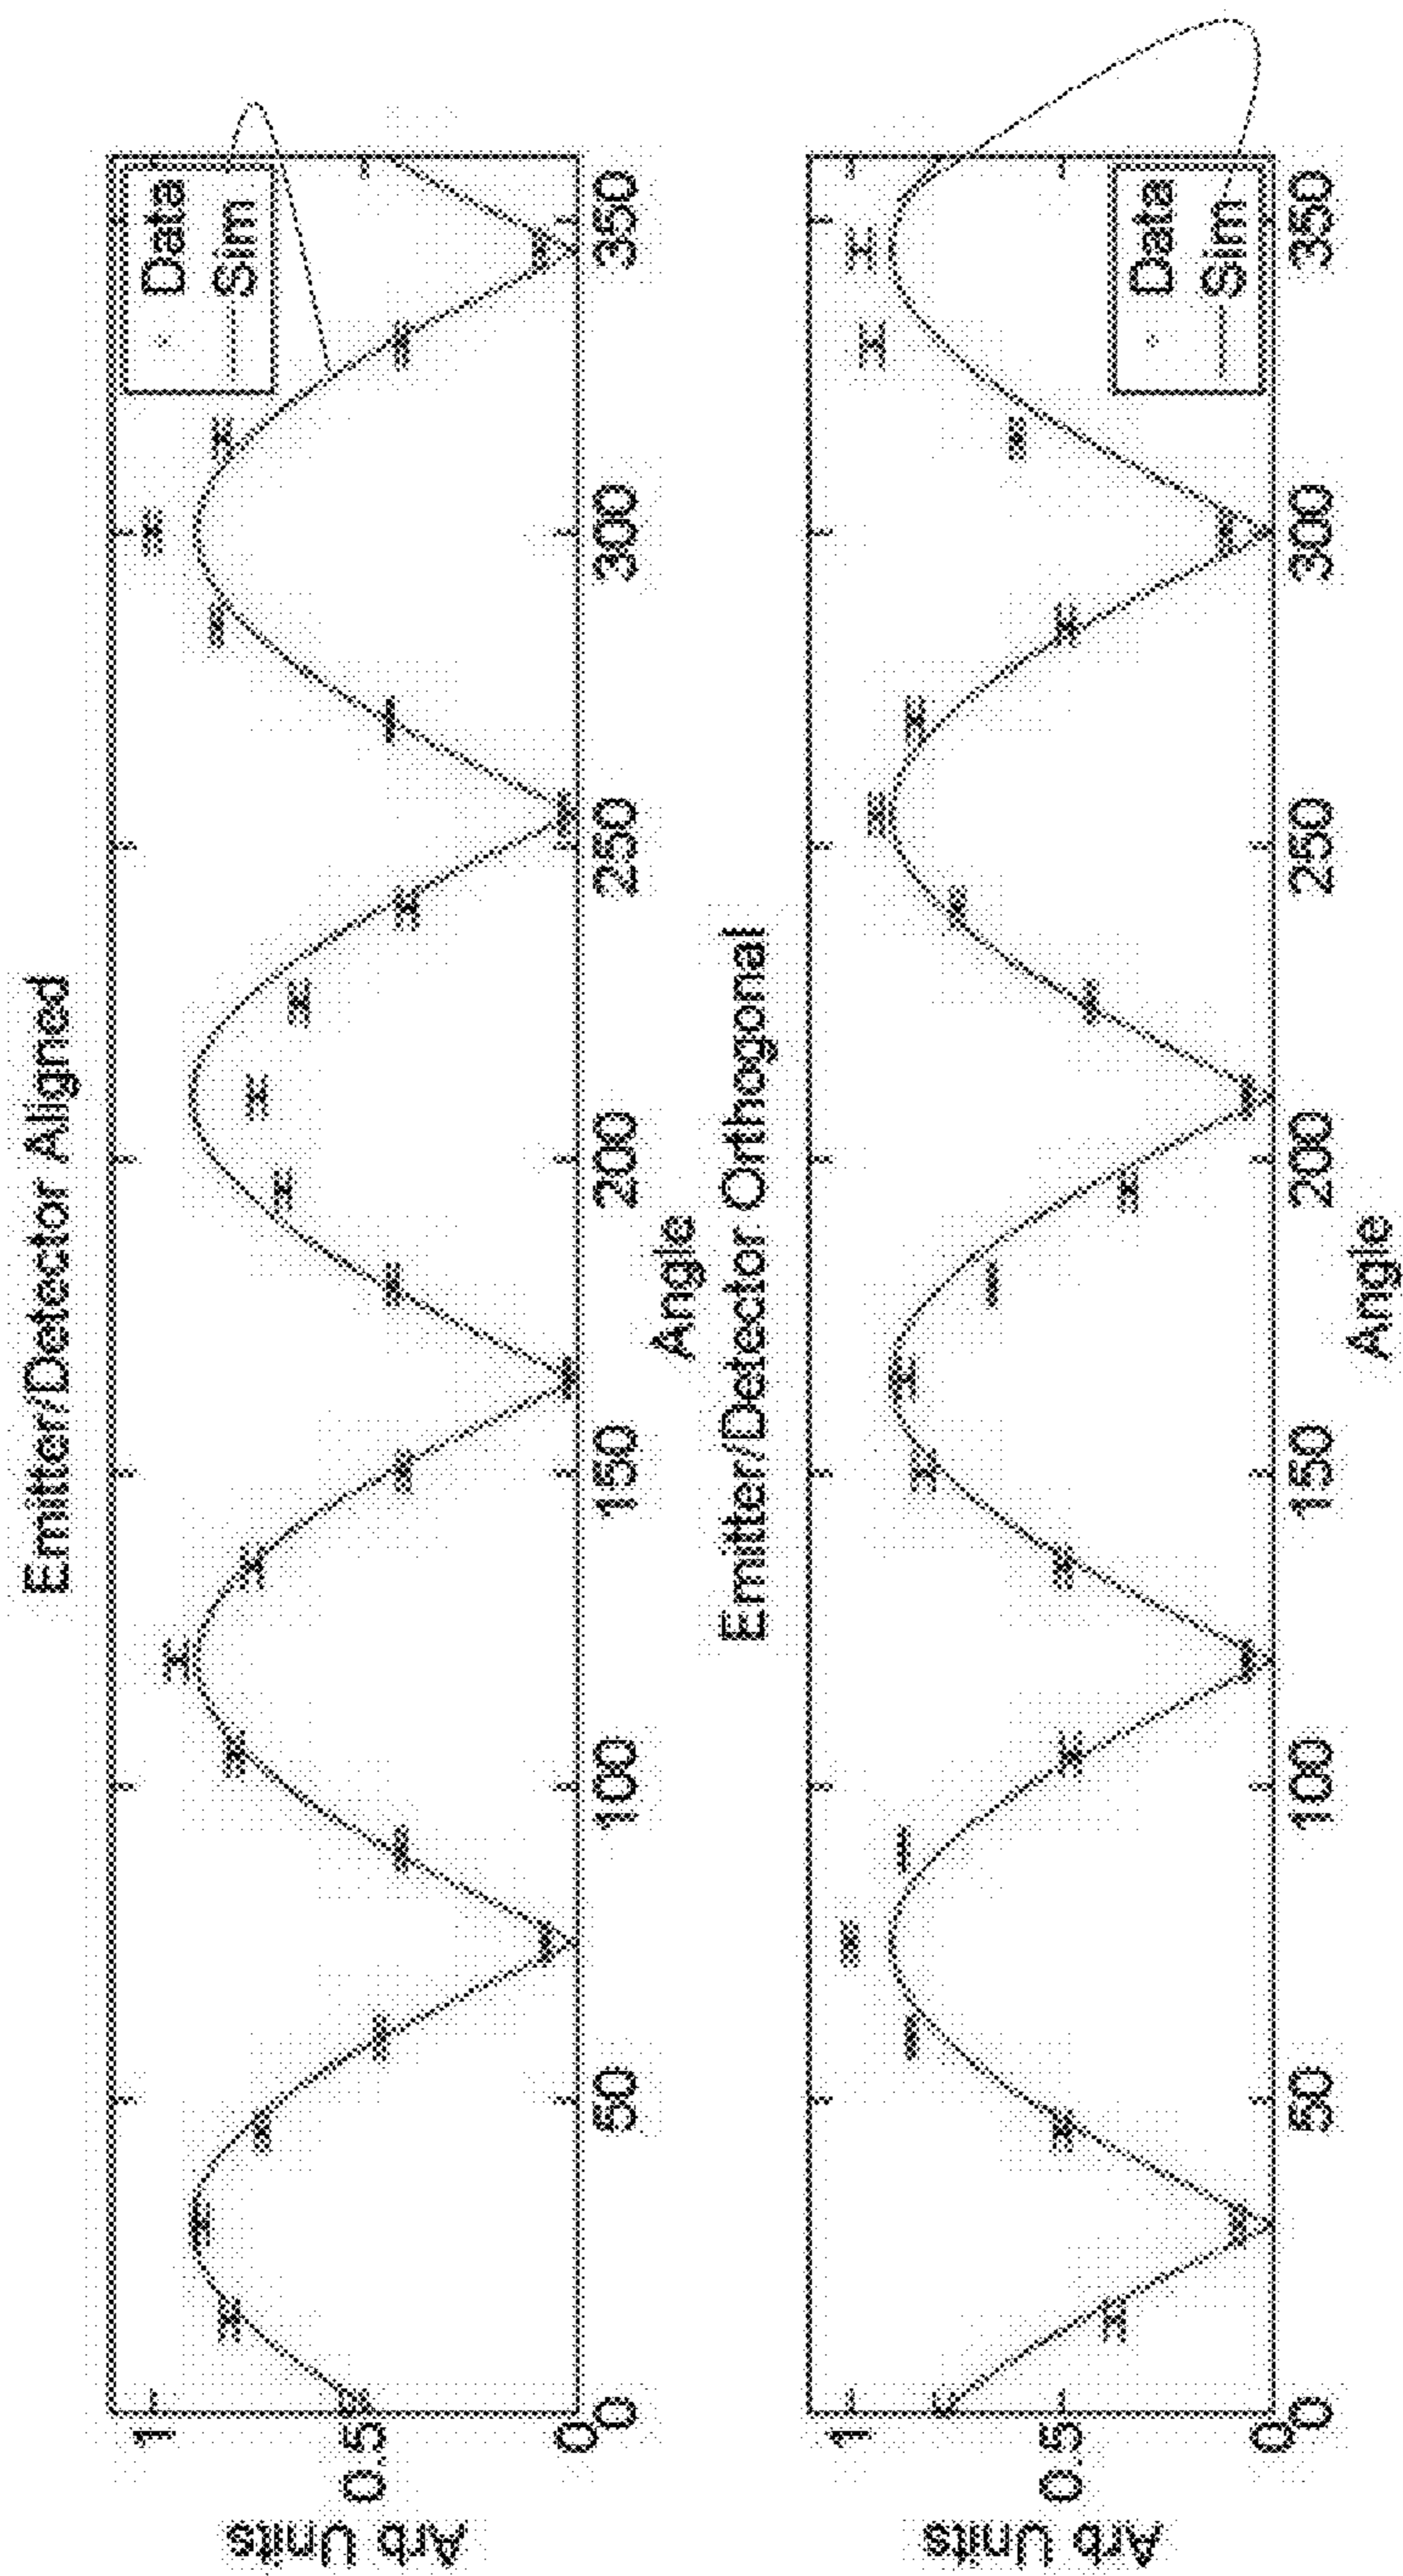 Emitter/Detector Aligned
Arb Units
1
0.5
0
Data
Sim
0 50 100 150 200 250 300 350
Angle
Emitter/Detector Orthogonal
Arb Units
1
0.5
0
Data
Sim
0 50 100 150 200 250 300 350
Angle